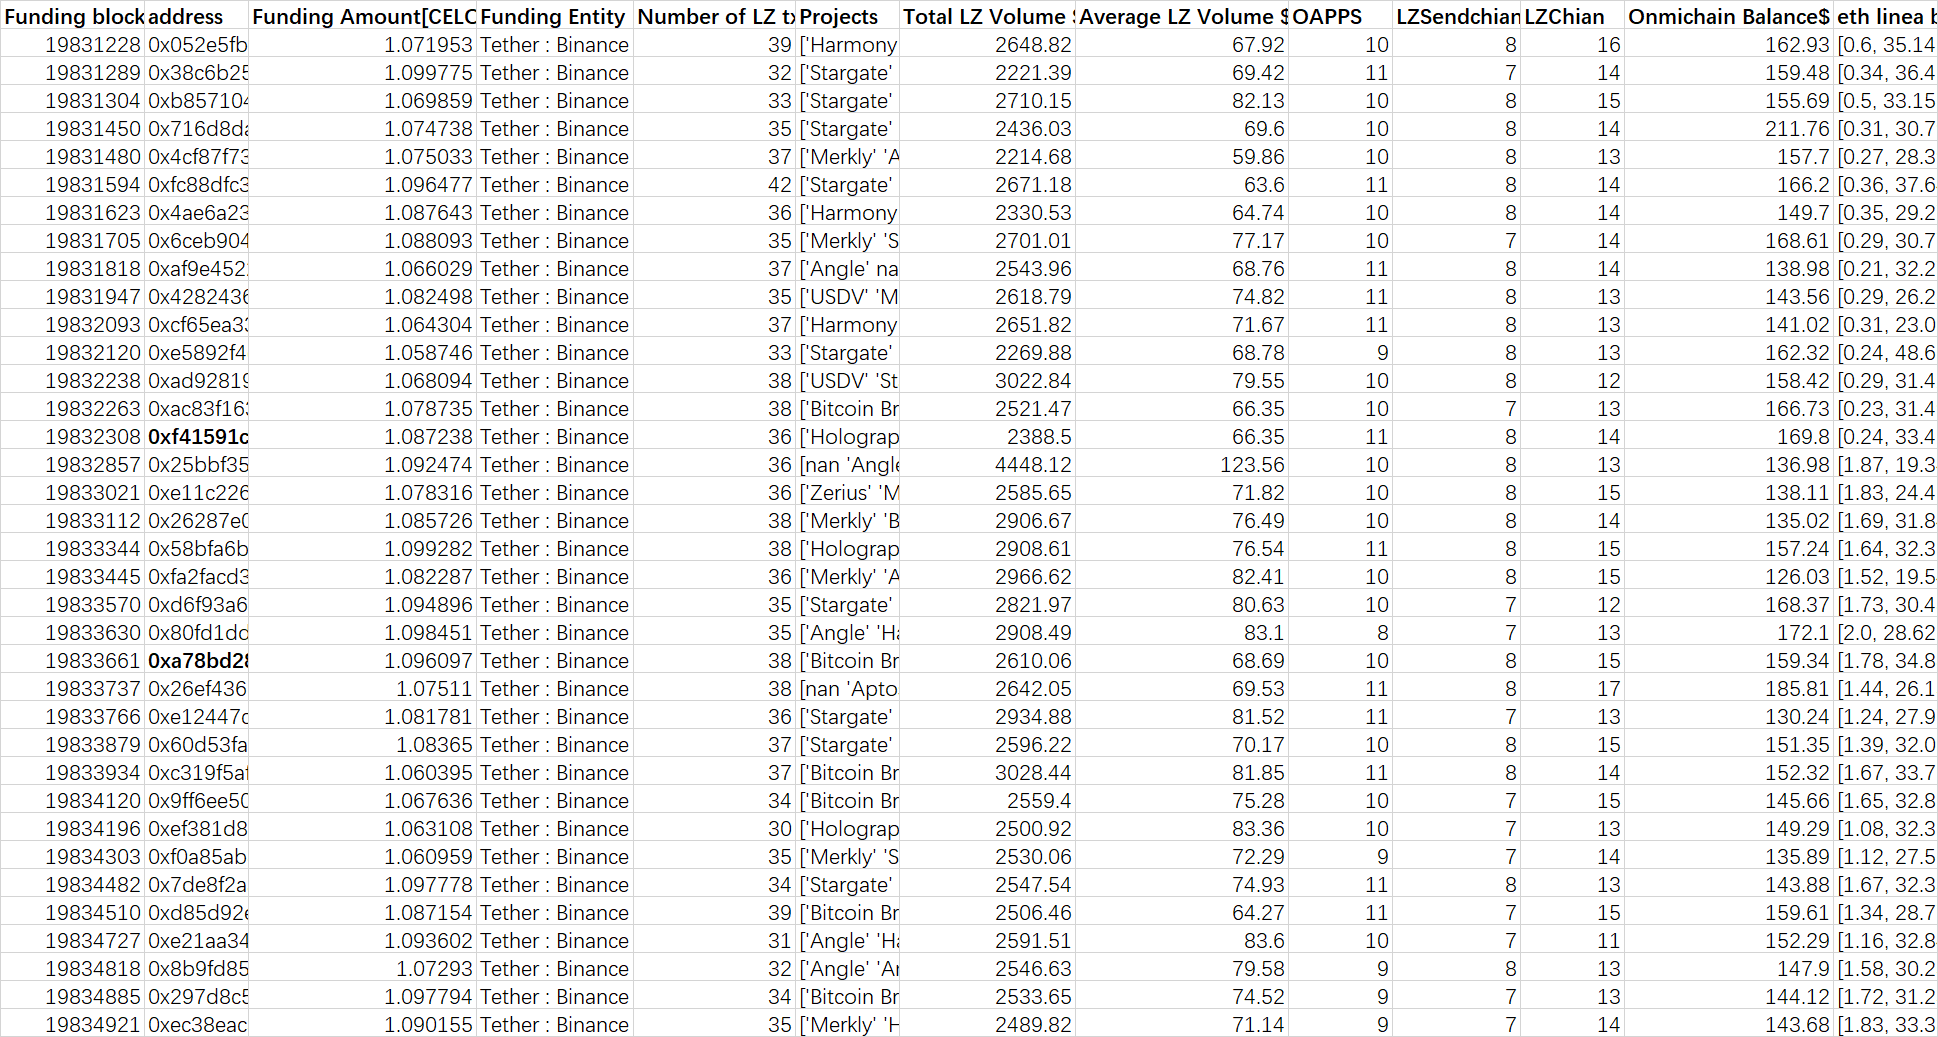 Funding block address Funding Amount[CELO Funding Entity Number of LZ tx Projects Total LZ Volume $ Average LZ Volume $ OAPPS LZSendchian LZChian Onmichain Balance$ eth linea b
19831228 0x052e5fb 1.071953 Tether : Binance 39 ['Harmony 2648.82 67.92 10 8 16 162.93 [0.6, 35.14
19831289 0x38c6b25 1.099775 Tether : Binance 32 ['Stargate' 2221.39 69.42 11 7 14 159.48 [0.34, 36.4
19831304 0xb857104 1.069859 Tether : Binance 33 ['Stargate' 2710.15 82.13 10 8 15 155.69 [0.5, 33.15
19831450 0x716d8da 1.074738 Tether : Binance 35 ['Stargate' 2436.03 69.6 10 8 14 211.76 [0.31, 30.7
19831480 0x4cf87f73 1.075033 Tether : Binance 37 ['Merkly' 'A 2214.68 59.86 10 8 13 157.7 [0.27, 28.3
19831594 0xfc88dfc3 1.096477 Tether : Binance 42 ['Stargate' 2671.18 63.6 11 8 14 166.2 [0.36, 37.6
19831623 0x4ae6a23 1.087643 Tether : Binance 36 ['Harmony 2330.53 64.74 10 8 14 149.7 [0.35, 29.2
19831705 0x6ceb904 1.088093 Tether : Binance 35 ['Merkly' 'S 2701.01 77.17 10 7 14 168.61 [0.29, 30.7
19831818 0xaf9e452 1.066029 Tether : Binance 37 ['Angle' na 2543.96 68.76 11 8 14 138.98 [0.21, 32.2
19831947 0x4282436 1.082498 Tether : Binance 35 ['USDV' 'M 2618.79 74.82 11 8 13 143.56 [0.29, 26.2
19832093 0xcf65ea33 1.064304 Tether : Binance 37 ['Harmony 2651.82 71.67 11 8 13 141.02 [0.31, 23.0
19832120 0xe5892f4 1.058746 Tether : Binance 33 ['Stargate' 2269.88 68.78 9 8 13 162.32 [0.24, 48.6
19832238 0xad92819 1.068094 Tether : Binance 38 ['USDV' 'St 3022.84 79.55 10 8 12 158.42 [0.29, 31.4
19832263 0xac83f163 1.078735 Tether : Binance 38 ['Bitcoin Br 2521.47 66.35 10 7 13 166.73 [0.23, 31.4
19832308 0xf41591c 1.087238 Tether : Binance 36 ['Holograp 2388.5 66.35 11 8 14 169.8 [0.24, 33.4
19832857 0x25bbf35 1.092474 Tether : Binance 36 [nan 'Angle 4448.12 123.56 10 8 13 136.98 [1.87, 19.3
19833021 0xe11c226 1.078316 Tether : Binance 36 ['Zerius' 'M 2585.65 71.82 10 8 15 138.11 [1.83, 24.4
19833112 0x26287e0 1.085726 Tether : Binance 38 ['Merkly' 'B 2906.67 76.49 10 8 14 135.02 [1.69, 31.8
19833344 0x58bfa6b 1.099282 Tether : Binance 38 ['Holograp 2908.61 76.54 11 8 15 157.24 [1.64, 32.3
19833445 0xfa2facd3 1.082287 Tether : Binance 36 ['Merkly' 'A 2966.62 82.41 10 8 15 126.03 [1.52, 19.5
19833570 0xd6f93a6 1.094896 Tether : Binance 35 ['Stargate' 2821.97 80.63 10 7 12 168.37 [1.73, 30.4
19833630 0x80fd1dc 1.098451 Tether : Binance 35 ['Angle' 'Ha 2908.49 83.1 8 7 13 172.1 [2.0, 28.62
19833661 0xa78bd28 1.096097 Tether : Binance 38 ['Bitcoin Br 2610.06 68.69 10 8 15 159.34 [1.78, 34.8
19833737 0x26ef436 1.07511 Tether : Binance 38 [nan 'Apto 2642.05 69.53 11 8 17 185.81 [1.44, 26.1
19833766 0xe12447c 1.081781 Tether : Binance 36 ['Stargate' 2934.88 81.52 11 7 13 130.24 [1.24, 27.9
19833879 0x60d53fa 1.08365 Tether : Binance 37 ['Stargate' 2596.22 70.17 10 8 15 151.35 [1.39, 32.0
19833934 0xc319f5af 1.060395 Tether : Binance 37 ['Bitcoin Br 3028.44 81.85 11 8 14 152.32 [1.67, 33.7
19834120 0x9ff6ee50 1.067636 Tether : Binance 34 ['Bitcoin Br 2559.4 75.28 10 7 15 145.66 [1.65, 32.8
19834196 0xef381d8 1.063108 Tether : Binance 30 ['Holograp 2500.92 83.36 10 7 13 149.29 [1.08, 32.3
19834303 0xf0a85ab 1.060959 Tether : Binance 35 ['Merkly' 'S 2530.06 72.29 9 7 14 135.89 [1.12, 27.5
19834482 0x7de8f2a 1.097778 Tether : Binance 34 ['Stargate' 2547.54 74.93 11 8 13 143.88 [1.67, 32.3
19834510 0xd85d92e 1.087154 Tether : Binance 39 ['Bitcoin Br 2506.46 64.27 11 7 15 159.61 [1.34, 28.7
19834727 0xe21aa34 1.093602 Tether : Binance 31 ['Angle' 'Ha 2591.51 83.6 10 7 11 152.29 [1.16, 32.8
19834818 0x8b9fd85 1.07293 Tether : Binance 32 ['Angle' 'Ar 2546.63 79.58 9 8 13 147.9 [1.58, 30.2
19834885 0x297d8c5 1.097794 Tether : Binance 34 ['Bitcoin Br 2533.65 74.52 9 7 13 144.12 [1.72, 31.2
19834921 0xec38eac 1.090155 Tether : Binance 35 ['Merkly' 'H 2489.82 71.14 9 7 14 143.68 [1.83, 33.3